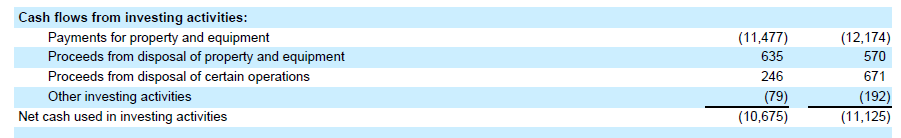 Cash flows from investing activities:
Payments for property and equipment (11,477) (12,174)
Proceeds from disposal of property and equipment 635 570
Proceeds from disposal of certain operations 246 671
Other investing activities (79) (192)
Net cash used in investing activities (10,675) (11,125)